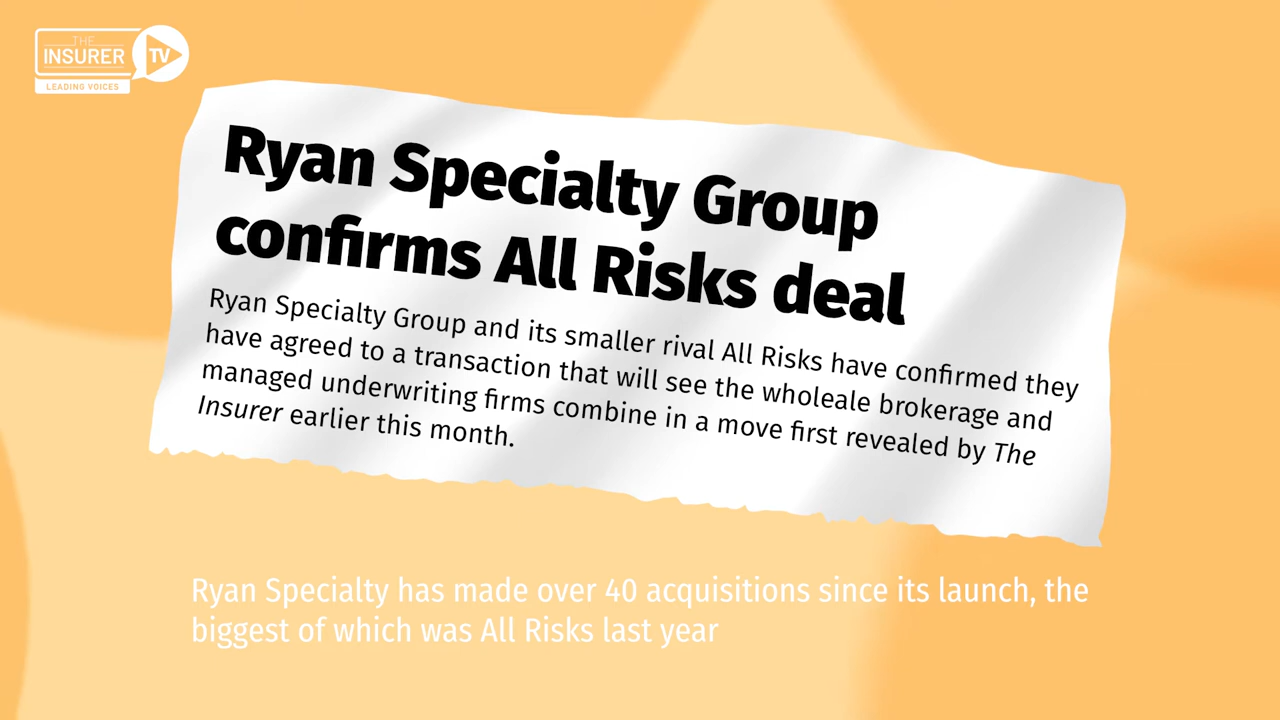 THE
INSURER
TV
LEADING VOICES
Ryan Specialty Group
confirms All Risks deal
Ryan Specialty Group and its smaller rival All Risks have confirmed they
have agreed to a transaction that will see the wholeale brokerage and
managed underwriting firms combine in a move first revealed by The
Insurer earlier this month.
Ryan Specialty has made over 40 acquisitions since its launch, the
biggest of which was All Risks last year